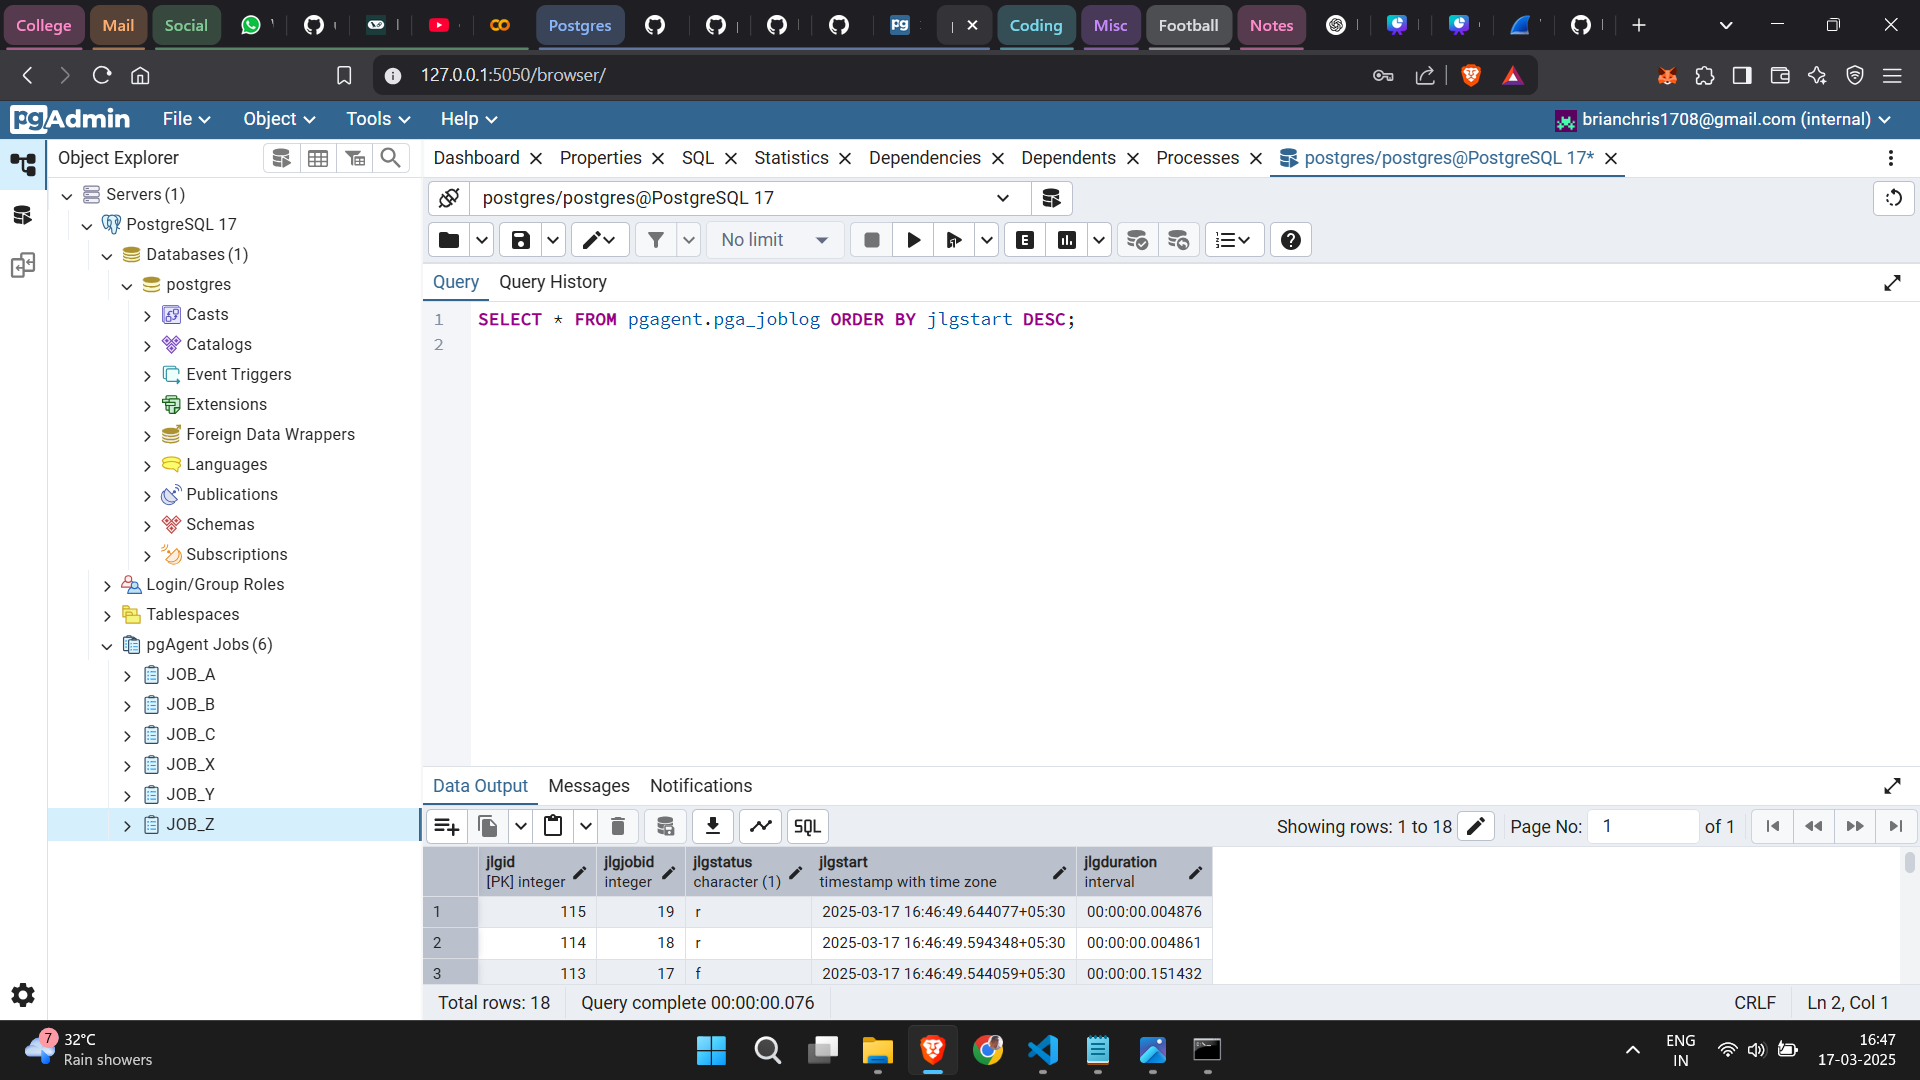 College
Mail
Social
Postgres
Coding
Misc
Football
Notes
127.0.0.1:5050/browser/
pgAdmin
File
Object
Tools
Help
brianchris1708@gmail.com (internal)
Object Explorer
Dashboard
Properties
SQL
Statistics
Dependencies
Dependents
Processes
postgres/postgres@PostgreSQL 17*
Servers (1)
PostgreSQL 17
Databases (1)
postgres
Casts
Catalogs
Event Triggers
Extensions
Foreign Data Wrappers
Languages
Publications
Schemas
Subscriptions
Login/Group Roles
Tablespaces
pgAgent Jobs (6)
JOB_A
JOB_B
JOB_C
JOB_X
JOB_Y
JOB_Z
postgres/postgres@PostgreSQL 17
No limit
E
Query
Query History
1 SELECT * FROM pgagent.pga_joblog ORDER BY jlgstart DESC;
2
Data Output
Messages
Notifications
SQL
Showing rows: 1 to 18
Page No:
1
of 1
jlgid
[PK] integer
jlgjobid
integer
jlgstatus
character (1)
jlgstart
timestamp with time zone
jlgduration
interval
1 115 19 r 2025-03-17 16:46:49.644077+05:30 00:00:00.004876
2 114 18 r 2025-03-17 16:46:49.594348+05:30 00:00:00.004861
3 113 17 f 2025-03-17 16:46:49.544059+05:30 00:00:00.151432
Total rows: 18
Query complete 00:00:00.076
CRLF
Ln 2, Col 1
7
32°C
Rain showers
ENG
IN
16:47
17-03-2025